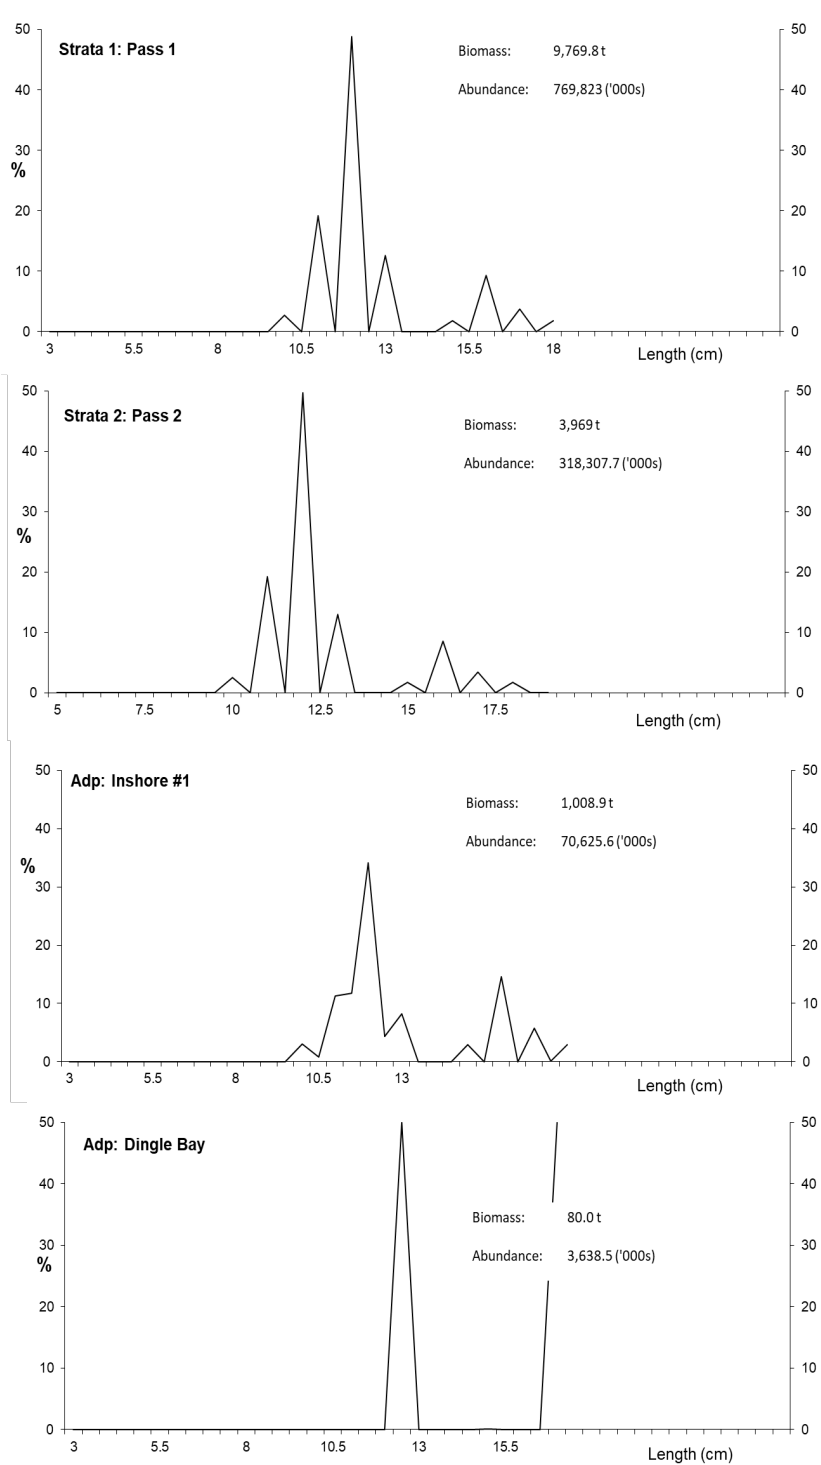 50 50
Strata 1: Pass 1
Biomass: 9,769.8 t
40 40
Abundance: 769,823 ('000s)
30 30
%
20 20
10 10
0 0
3 5.5 8 10.5 13 15.5 18
Length (cm)
50 50
Strata 2: Pass 2
Biomass: 3,969 t
40 40
Abundance: 318,307.7 ('000s)
30 30
%
20 20
10 10
0 0
5 7.5 10 12.5 15 17.5
Length (cm)
50 50
Adp: Inshore #1
Biomass: 1,008.9 t
40 40
Abundance: 70,625.6 ('000s)
%
30 30
20 20
10 10
0 0
3 5.5 8 10.5 13
Length (cm)
50 50
Adp: Dingle Bay
40 40
Biomass: 80.0 t
30 30
Abundance: 3,638.5 ('000s)
%
20 20
10 10
0 0
3 5.5 8 10.5 13 15.5
Length (cm)